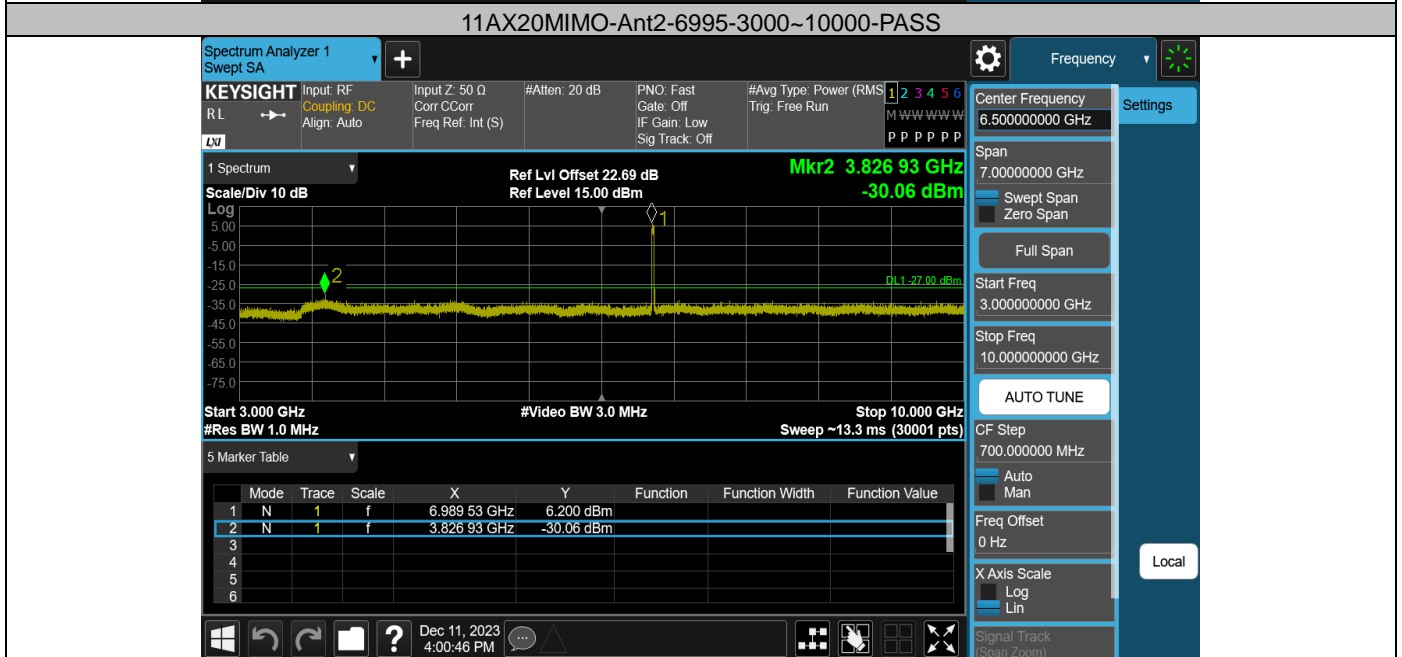 11AX20MIMO-Ant2-6995-3000~10000-PASS
Spectrum Analyzer 1
Swept SA
Frequency
KEYSIGHT
RL
LXI
Input: RF
Coupling: DC
Align: Auto
Input Z: 50 Ω
Corr CCorr
Freq Ref: Int (S)
#Atten: 20 dB
PNO: Fast
Gate: Off
IF Gain: Low
Sig Track: Off
#Avg Type: Power (RMS
Trig: Free Run
1 2 3 4 5 6
M W W W W W
P P P P P P
1 Spectrum
Scale/Div 10 dB
Ref Lvl Offset 22.69 dB
Ref Level 15.00 dBm
Mkr2 3.826 93 GHz
-30.06 dBm
Log
5.00
-5.00
-15.0
-25.0
-35.0
-45.0
-55.0
-65.0
-75.0
1
2
DL1 -27.00 dBm
Start 3.000 GHz
#Res BW 1.0 MHz
#Video BW 3.0 MHz
Stop 10.000 GHz
Sweep ~13.3 ms (30001 pts)
5 Marker Table
Mode Trace Scale X Y Function Function Width Function Value
1 N 1 f 6.989 53 GHz 6.200 dBm
2 N 1 f 3.826 93 GHz -30.06 dBm
3
4
5
6
?
Dec 11, 2023
4:00:46 PM
Center Frequency
6.500000000 GHz
Span
7.00000000 GHz
Swept Span
Zero Span
Full Span
Start Freq
3.000000000 GHz
Stop Freq
10.000000000 GHz
AUTO TUNE
CF Step
700.000000 MHz
Auto
Man
Freq Offset
0 Hz
X Axis Scale
Log
Lin
Signal Track
(Span Zoom)
Settings
Local